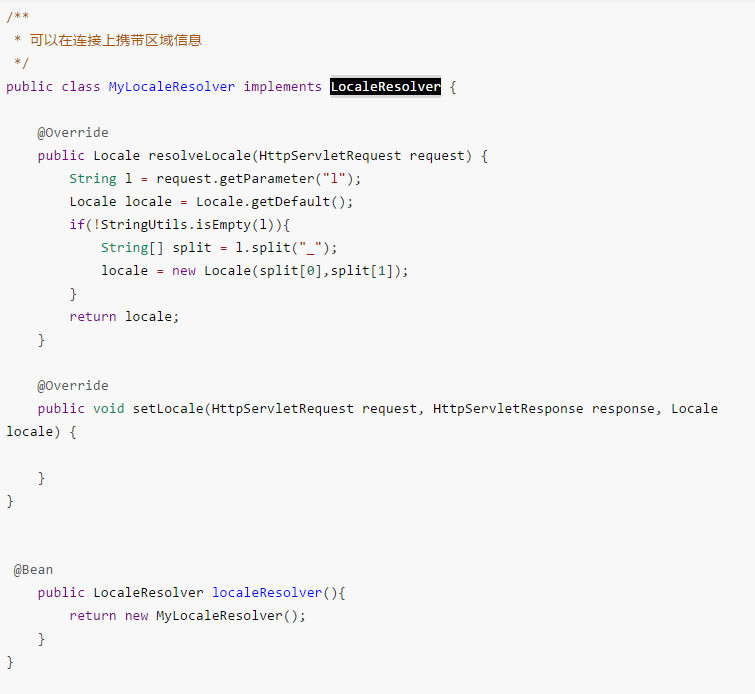 /**
 * 可以在连接上携带区域信息
 */
public class MyLocaleResolver implements LocaleResolver {
    @Override
    public Locale resolveLocale(HttpServletRequest request) {
        String l = request.getParameter("l");
        Locale locale = Locale.getDefault();
        if(!StringUtils.isEmpty(l)){
            String[] split = l.split("_");
            locale = new Locale(split[0],split[1]);
        }
        return locale;
    }
    @Override
    public void setLocale(HttpServletRequest request, HttpServletResponse response, Locale
locale) {
    }
}
 @Bean
    public LocaleResolver localeResolver(){
        return new MyLocaleResolver();
    }
}